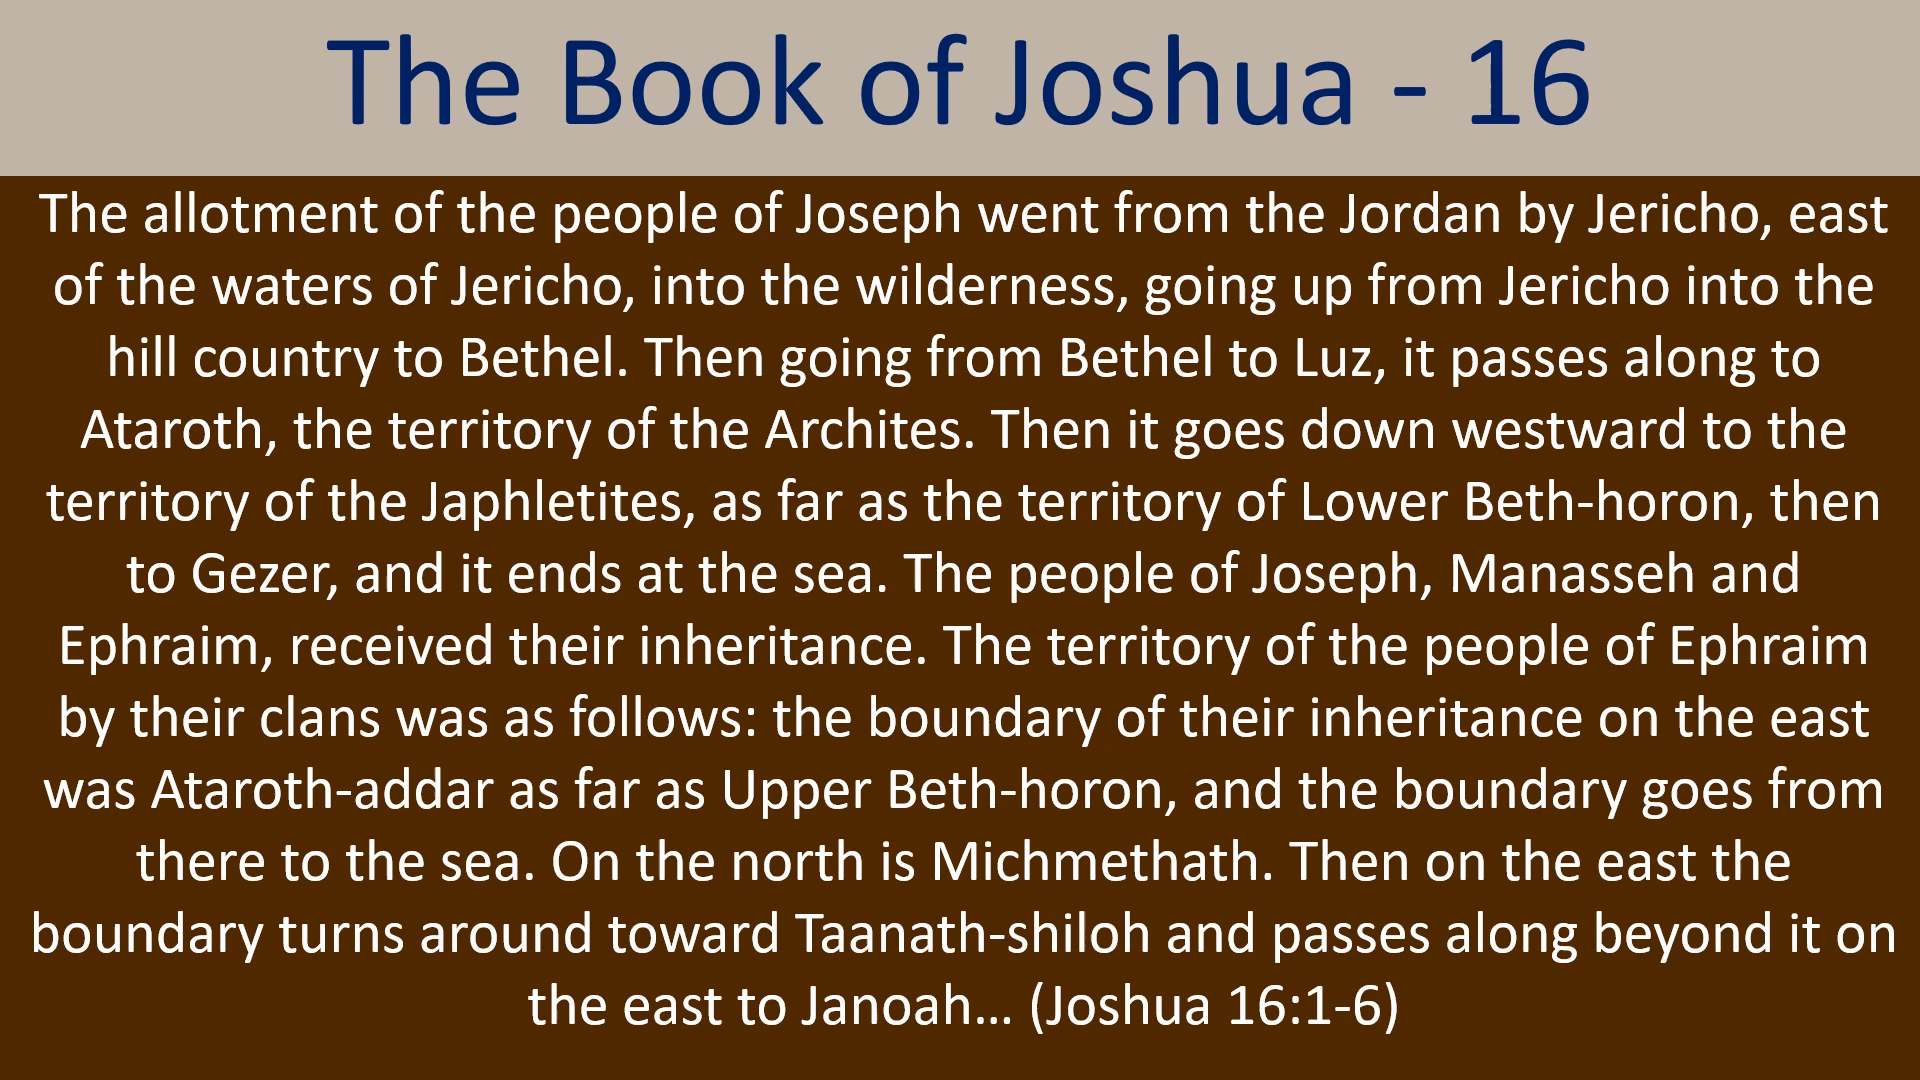 The Book of Joshua - 16
The allotment of the people of Joseph went from the Jordan by Jericho, east
of the waters of Jericho, into the wilderness, going up from Jericho into the
hill country to Bethel. Then going from Bethel to Luz, it passes along to
Ataroth, the territory of the Archites. Then it goes down westward to the
territory of the Japhletites, as far as the territory of Lower Beth-horon, then
to Gezer, and it ends at the sea. The people of Joseph, Manasseh and
Ephraim, received their inheritance. The territory of the people of Ephraim
by their clans was as follows: the boundary of their inheritance on the east
was Ataroth-addar as far as Upper Beth-horon, and the boundary goes from
there to the sea. On the north is Michmethath. Then on the east the
boundary turns around toward Taanath-shiloh and passes along beyond it on
the east to Janoah… (Joshua 16:1-6)